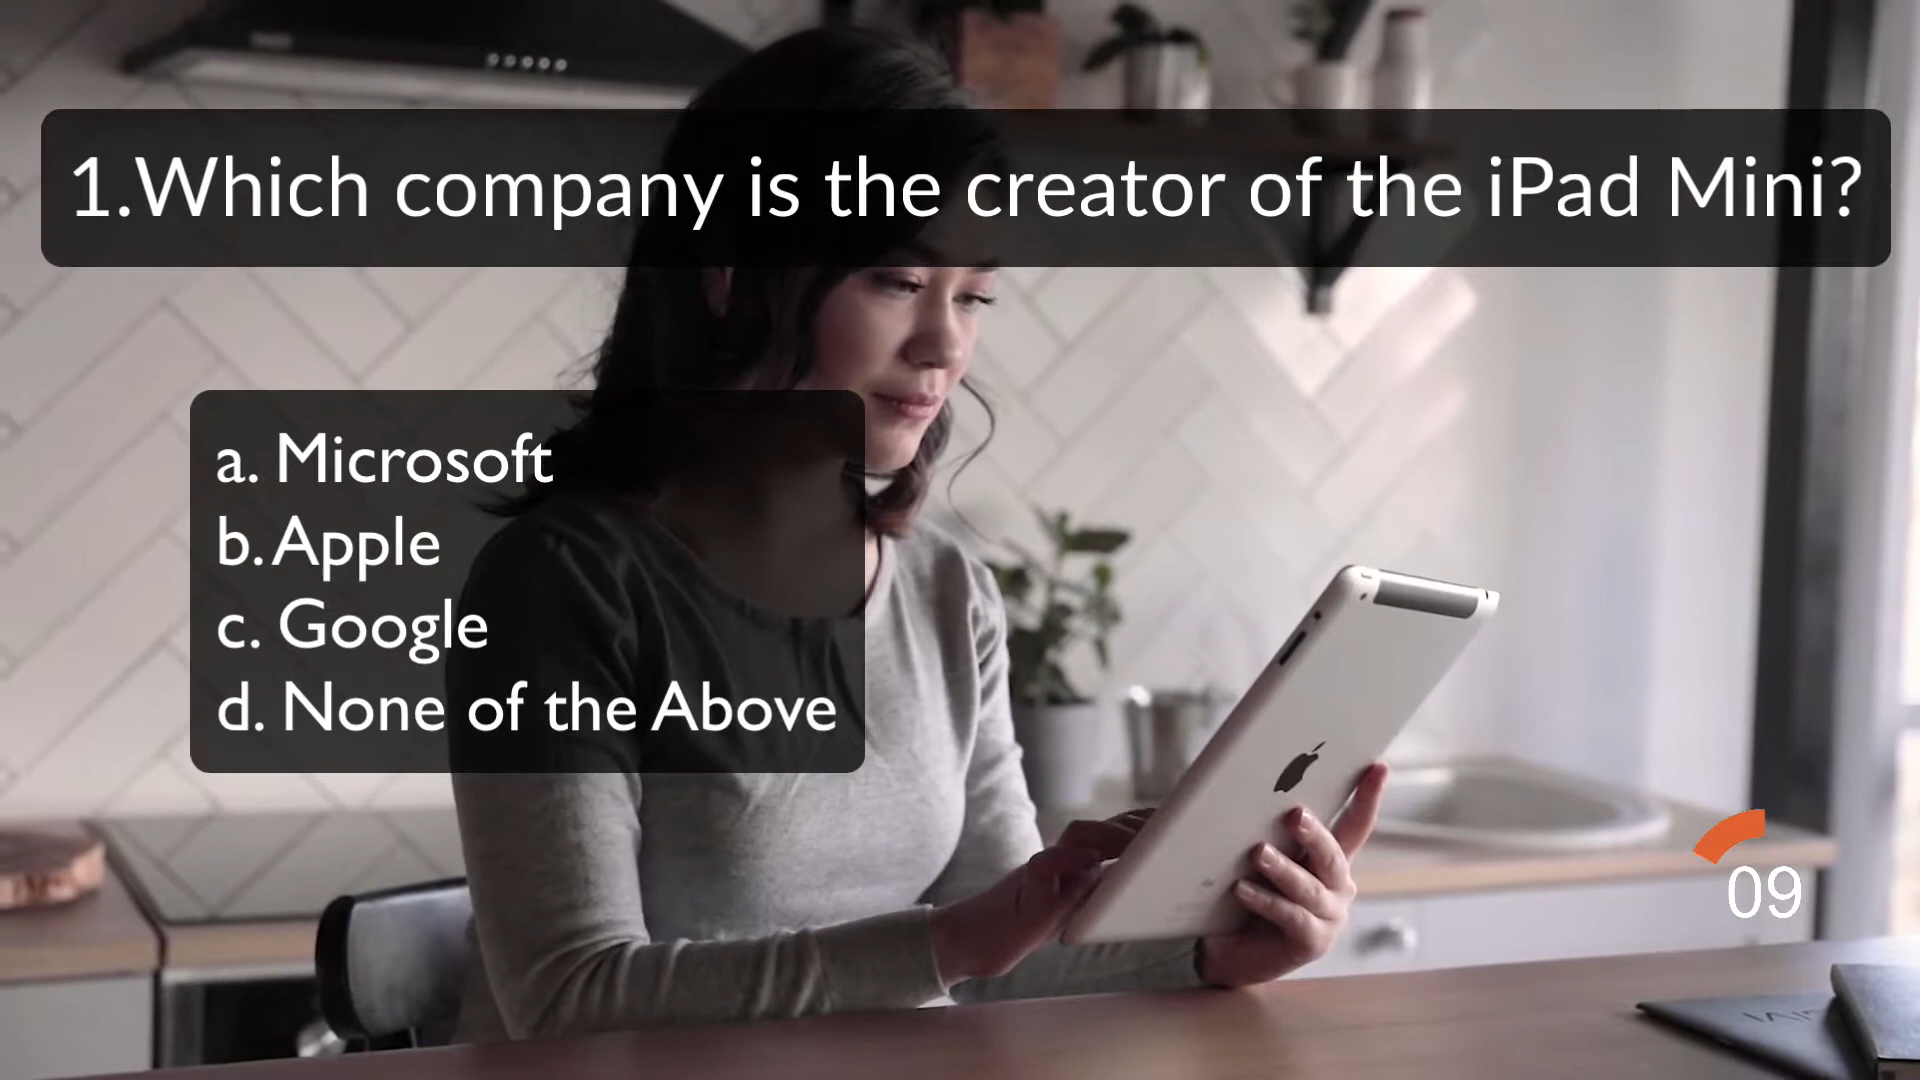 1.Which company is the creator of the iPad Mini?
a. Microsoft
b. Apple
c. Google
d. None of the Above
09